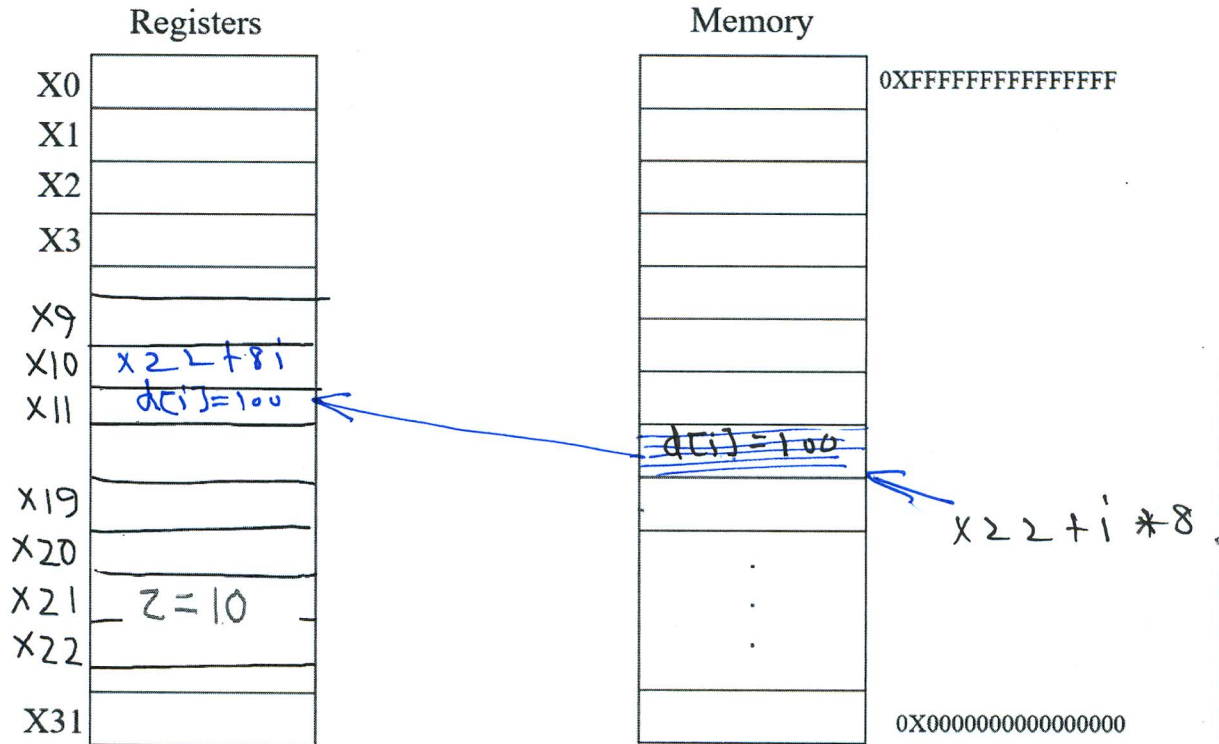 Registers
Memory
X0
0XFFFFFFFFFFFFFFF
X1
X2
X3
X9
X10 x22+8i
X11 d[i]=100
d[i]=100
X19
x22+i*8
X20
X21 z=10
X22
X31
0X0000000000000000